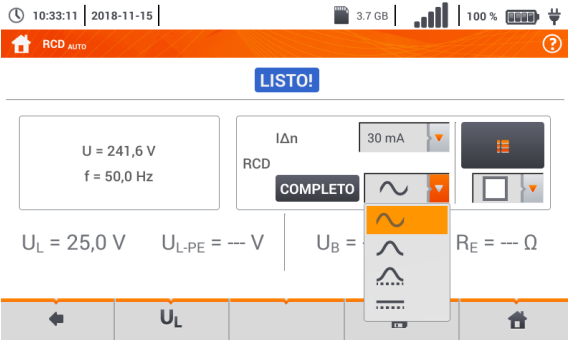 10:33:11 2018-11-15 3.7 GB 100 %
RCD AUTO
LISTO!
U = 241,6 V
f = 50,0 Hz
IΔn 30 mA
RCD
COMPLETO
UL = 25,0 V UL-PE = --- V UB = RE = --- Ω
UL